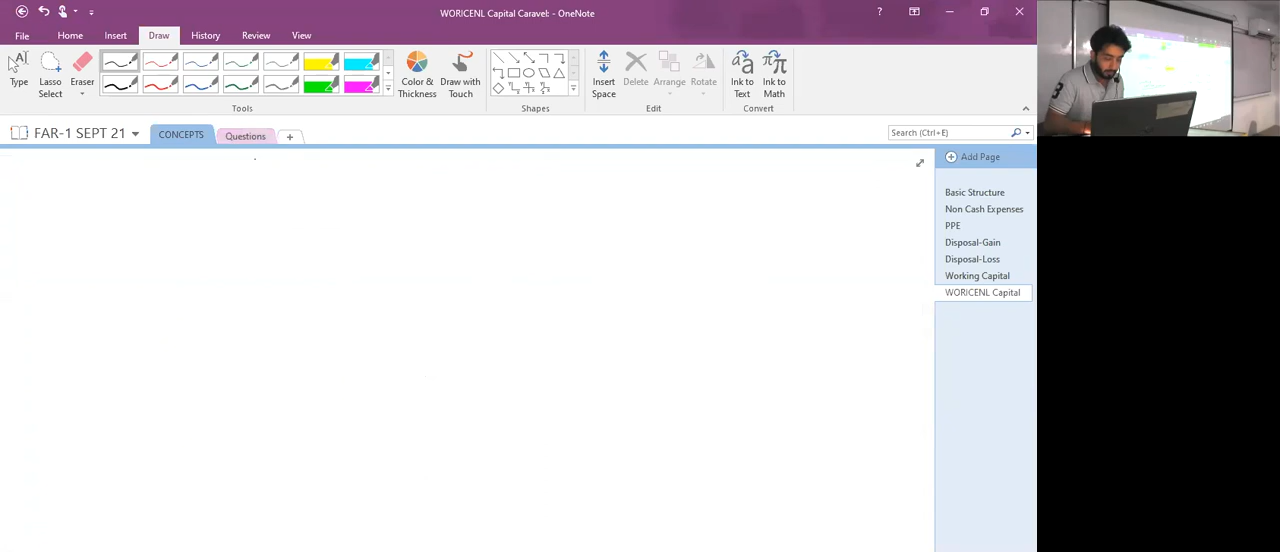 WORICENL Capital Caravel: - OneNote
?
File
Home
Insert
Draw
History
Review
View
Type
Lasso
Select
Eraser
Color &
Thickness
Draw with
Touch
Insert
Space
Delete
Arrange
Rotate
Ink to
Text
Ink to
Math
Tools
Shapes
Edit
Convert
FAR-1 SEPT 21
CONCEPTS
Questions
Search (Ctrl+E)
Add Page
Basic Structure
Non Cash Expenses
PPE
Disposal-Gain
Disposal-Loss
Working Capital
WORICENL Capital